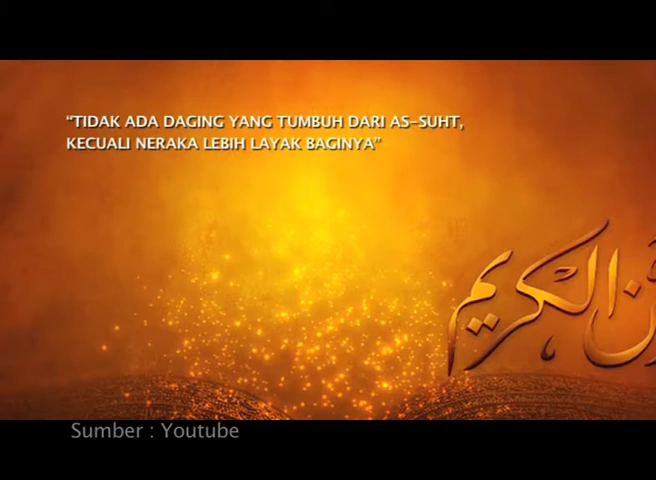 “TIDAK ADA DAGING YANG TUMBUH DARI AS-SUHT,
KECUALI NERAKA LEBIH LAYAK BAGINYA”
الكريم
Sumber : Youtube